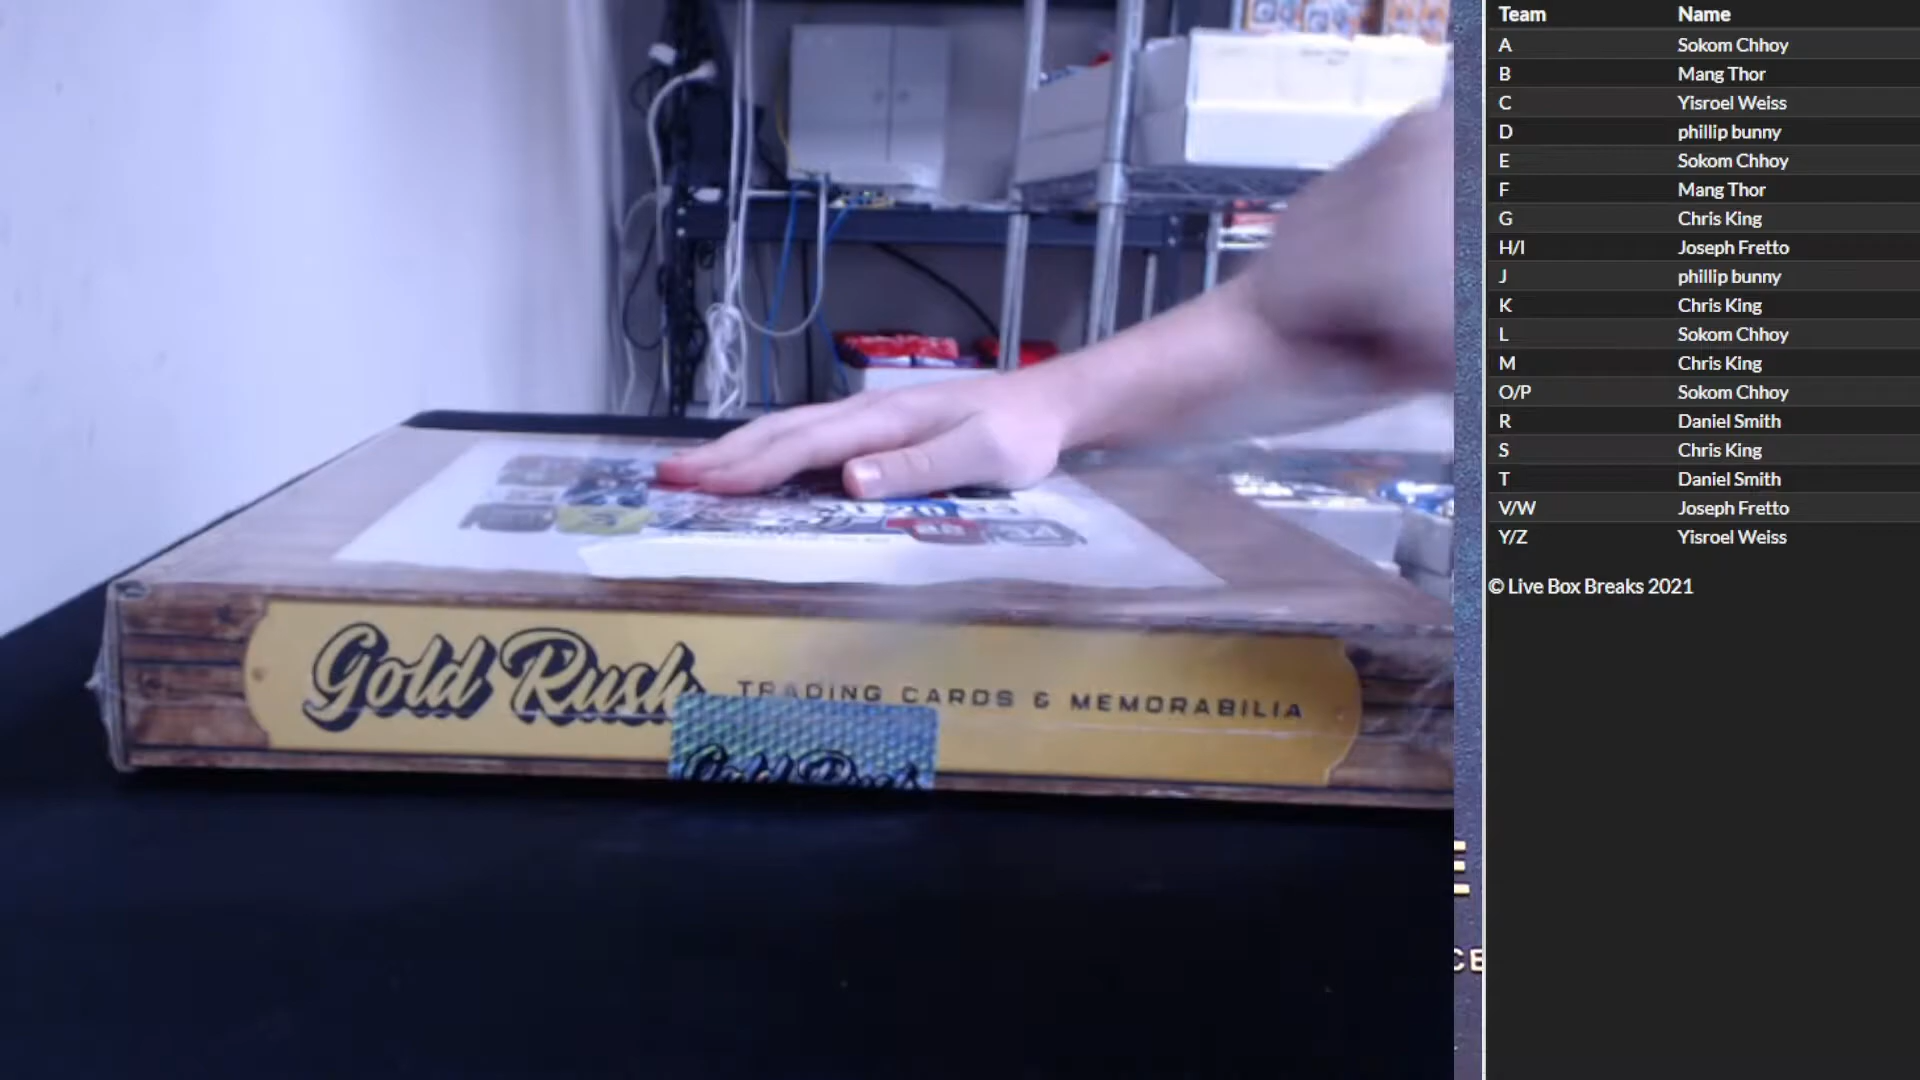 Gold Rush TRADING CARDS & MEMORABILIA
Gold Rush
Team Name
A Sokom Chhoy
B Mang Thor
C Yisroel Weiss
D phillip bunny
E Sokom Chhoy
F Mang Thor
G Chris King
H/I Joseph Fretto
J phillip bunny
K Chris King
L Sokom Chhoy
M Chris King
O/P Sokom Chhoy
R Daniel Smith
S Chris King
T Daniel Smith
V/W Joseph Fretto
Y/Z Yisroel Weiss
© Live Box Breaks 2021